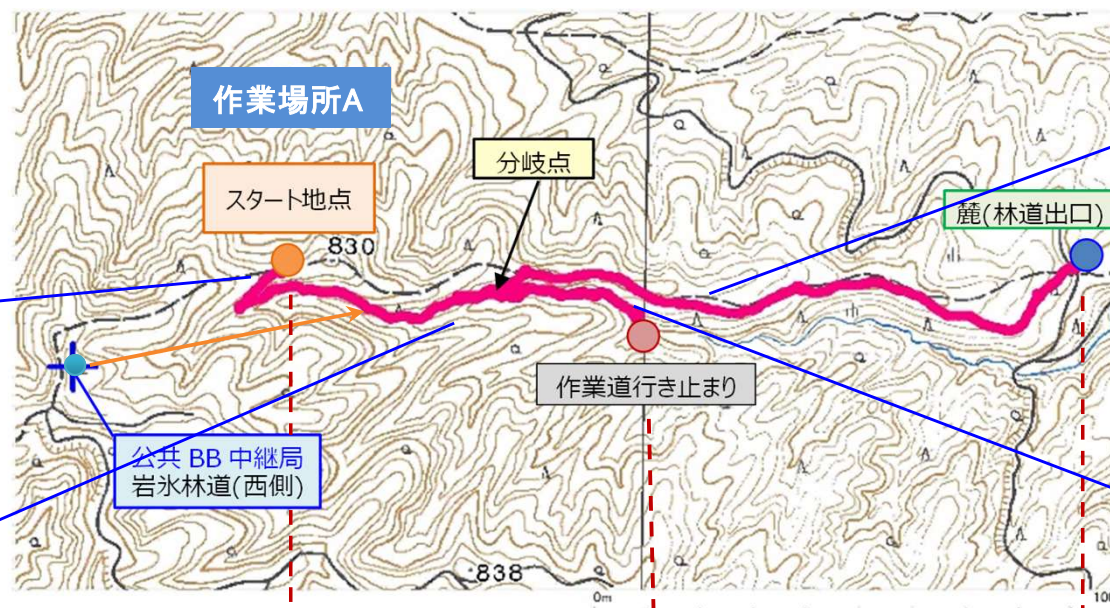 作業場所A
分岐点
スタート地点
麓(林道出口)
830
作業道行き止まり
公共 BB 中継局
岩氷林道(西側)
838
0m
100